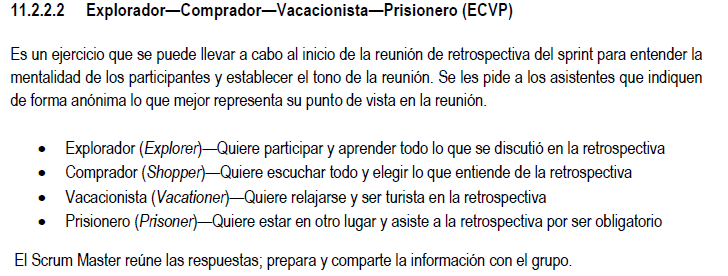 11.2.2.2 Explorador—Comprador—Vacacionista—Prisionero (ECVP)
Es un ejercicio que se puede llevar a cabo al inicio de la reunión de retrospectiva del sprint para entender la
mentalidad de los participantes y establecer el tono de la reunión. Se les pide a los asistentes que indiquen
de forma anónima lo que mejor representa su punto de vista en la reunión.
• Explorador (Explorer)—Quiere participar y aprender todo lo que se discutió en la retrospectiva
• Comprador (Shopper)—Quiere escuchar todo y elegir lo que entiende de la retrospectiva
• Vacacionista (Vacationer)—Quiere relajarse y ser turista en la retrospectiva
• Prisionero (Prisoner)—Quiere estar en otro lugar y asiste a la retrospectiva por ser obligatorio
El Scrum Master reúne las respuestas; prepara y comparte la información con el grupo.